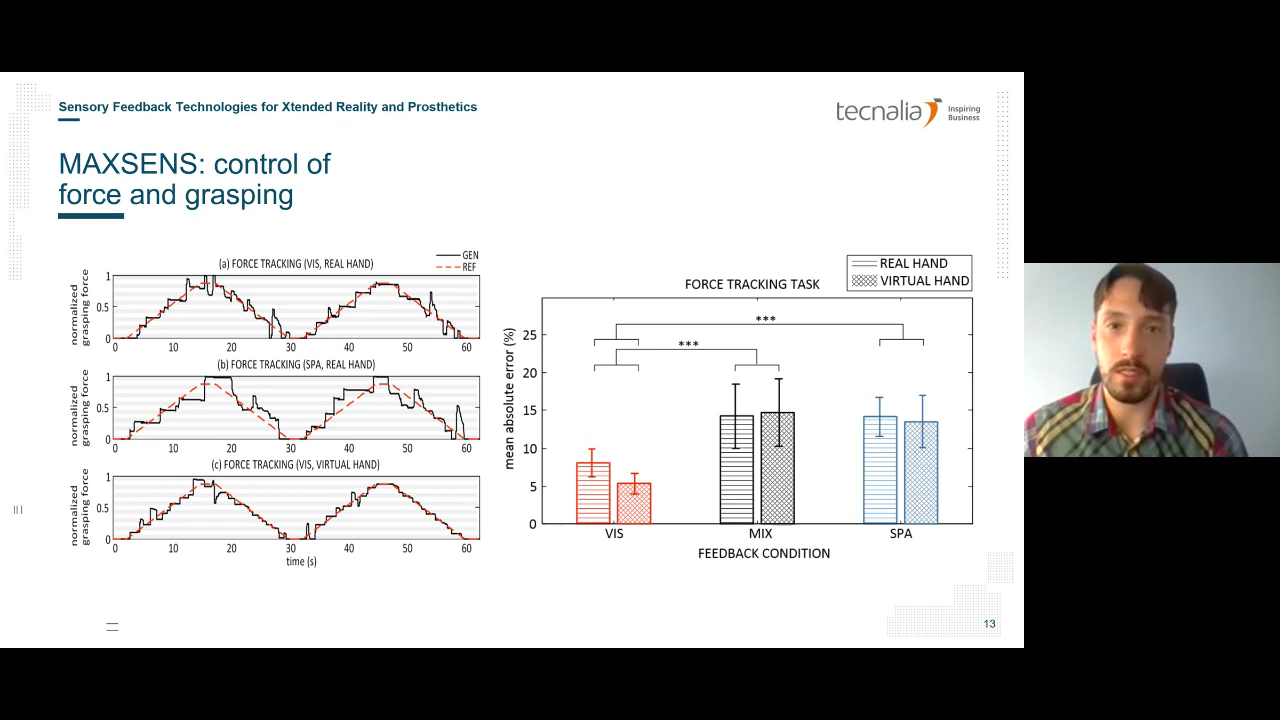 Sensory Feedback Technologies for Xtended Reality and Prosthetics
tecnalia
Inspiring
Business
MAXSENS: control of
force and grasping
GEN
REF
(a) FORCE TRACKING (VIS, REAL HAND)
normalized
grasping force
1
0.5
0
0 10 20 30 40 50 60
(b) FORCE TRACKING (SPA, REAL HAND)
normalized
grasping force
1
0.5
0
0 10 20 30 40 50 60
(c) FORCE TRACKING (VIS, VIRTUAL HAND)
normalized
grasping force
1
0.5
0
0 10 20 30 40 50 60
time (s)
REAL HAND
VIRTUAL HAND
FORCE TRACKING TASK
mean absolute error (%)
25
20
15
10
5
0
***
***
VIS MIX SPA
FEEDBACK CONDITION
13